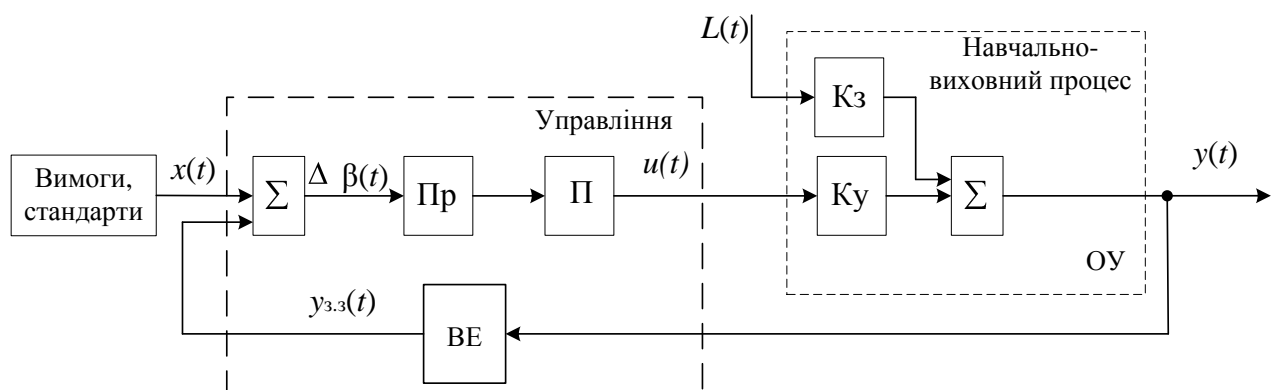 L(t)
Навчально-
виховний процес
Кз
Управління
Вимоги,
стандарти
x(t)
Σ
Δ β(t)
Пр
П
u(t)
Ку
Σ
y(t)
ОУ
yз.з(t)
ВЕ